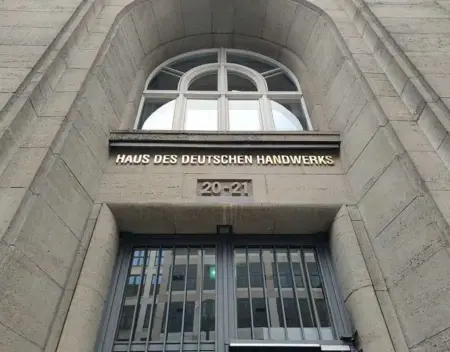 HAUS DES DEUTSCHEN HANDWERKS
20-21